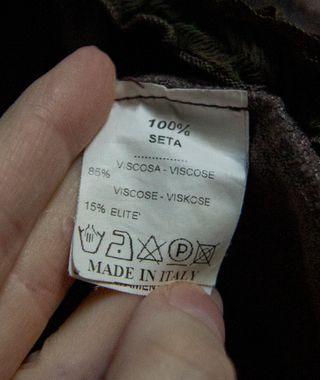 100%
SETA
VISCOSA - VISCOSE
85%
VISCOSE - VISKOSE
15% ELITE'
P
MADE IN ITALY